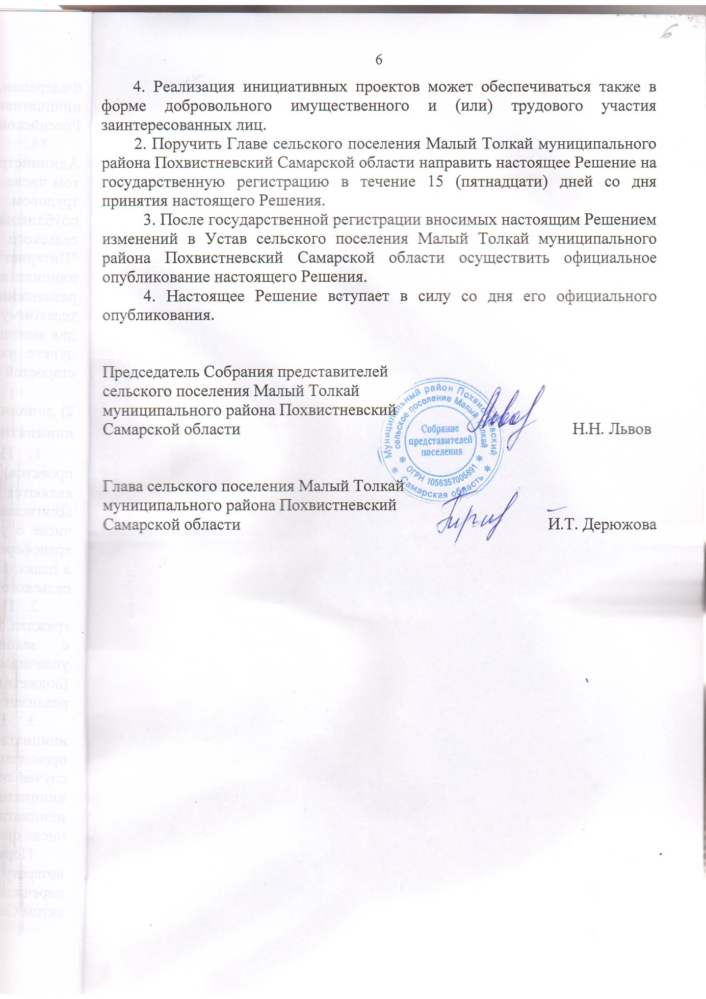 6
6
4. Реализация инициативных проектов может обеспечиваться также в
форме добровольного имущественного и (или) трудового участия
заинтересованных лиц.
2. Поручить Главе сельского поселения Малый Толкай муниципального
района Похвистневский Самарской области направить настоящее Решение на
государственную регистрацию в течение 15 (пятнадцати) дней со дня
принятия настоящего Решения.
3. После государственной регистрации вносимых настоящим Решением
изменений в Устав сельского поселения Малый Толкай муниципального
района Похвистневский Самарской области осуществить официальное
опубликование настоящего Решения.
4. Настоящее Решение вступает в силу со дня его официального
опубликования.
Председатель Собрания представителей
сельского поселения Малый Толкай
муниципального района Похвистневский
Самарской области Н.Н. Львов
Муниципальный район Похвистневский
сельское поселение Малый Толкай
Собрание
представителей
поселения
* ОГРН 1056357005891 *
* Самарская область *
Глава сельского поселения Малый Толкай
муниципального района Похвистневский
Самарской области И.Т. Дерюжова